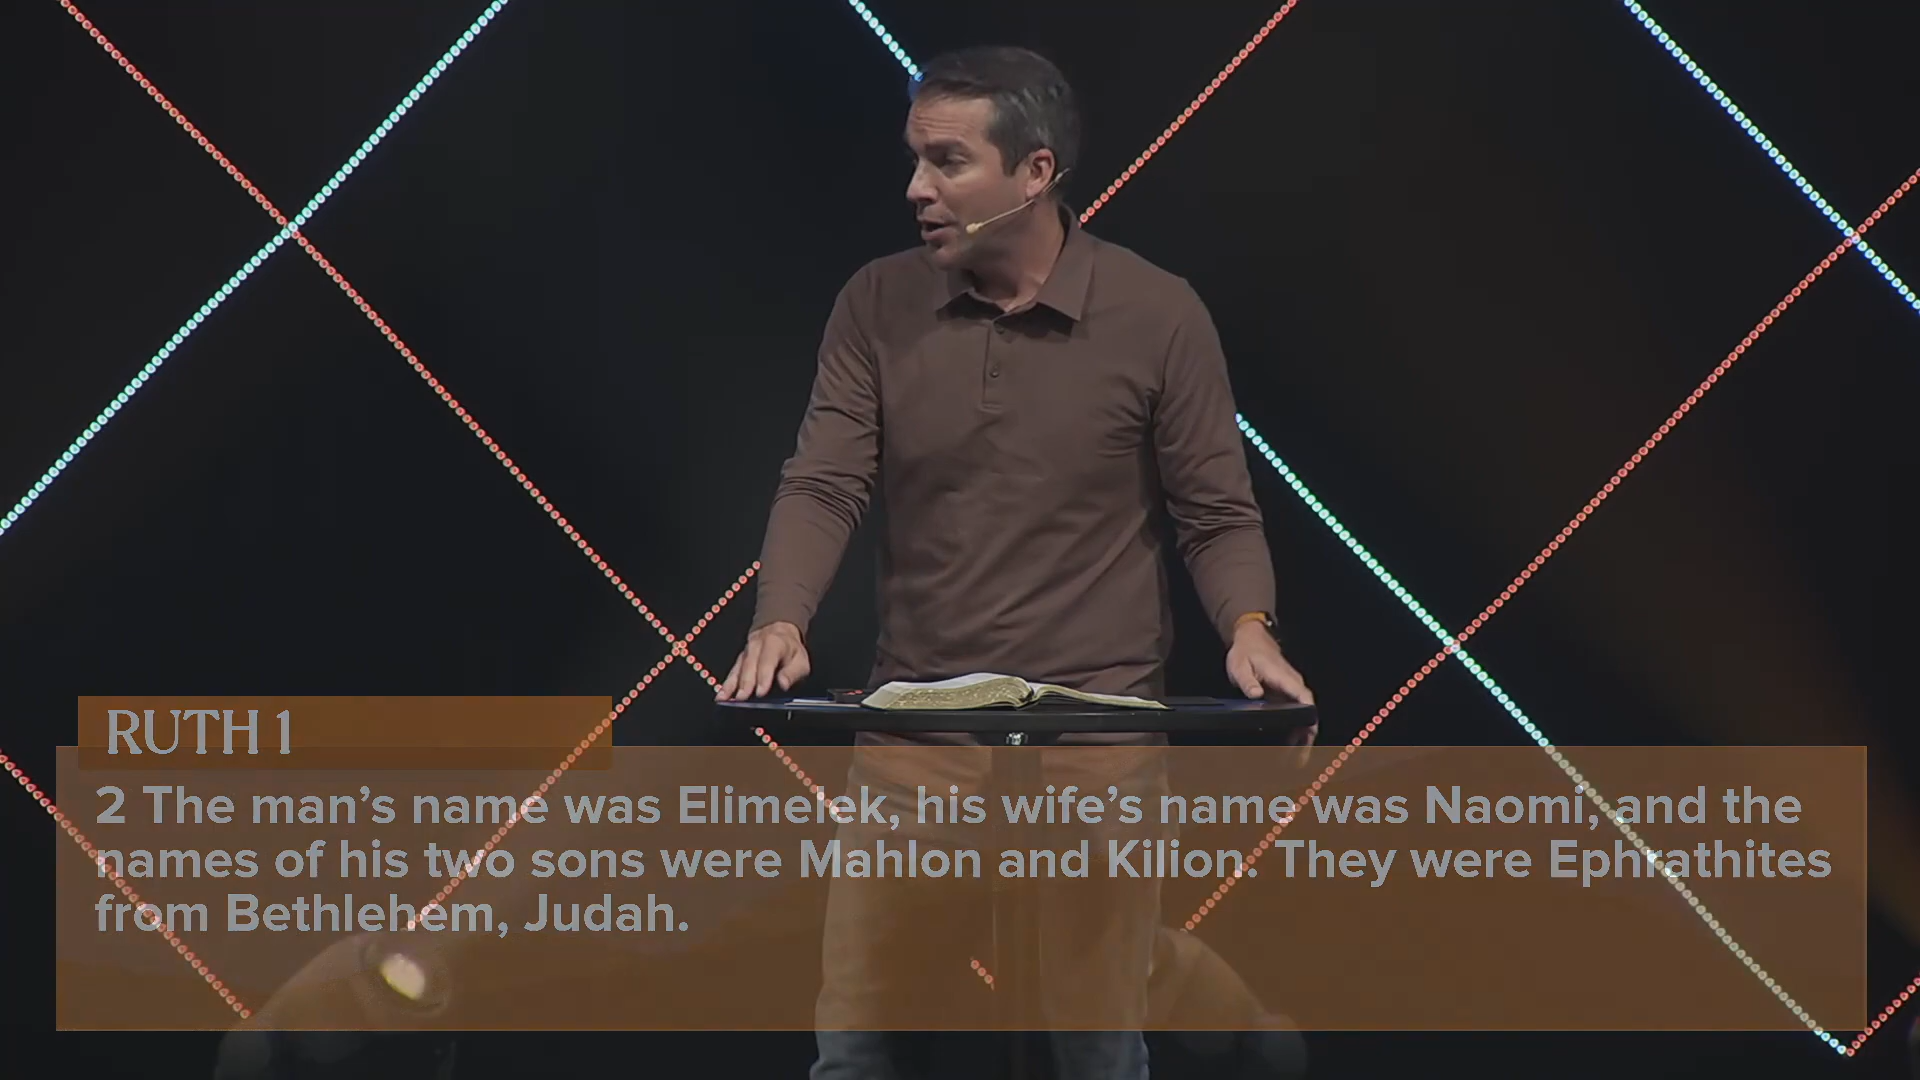 RUTH 1
2 The man’s name was Elimelek, his wife’s name was Naomi, and the
names of his two sons were Mahlon and Kilion. They were Ephrathites
from Bethlehem, Judah.